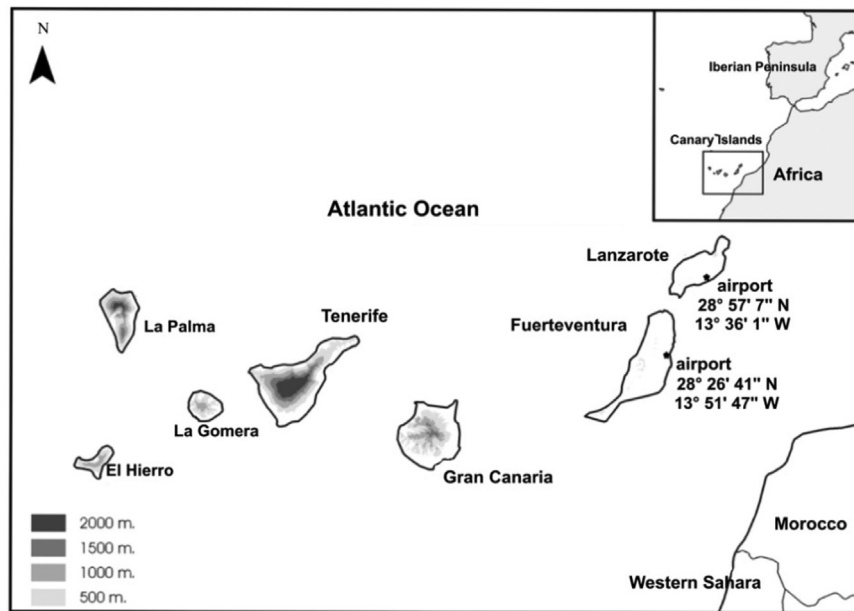 N
Iberian Peninsula
Canary Islands
Africa
Atlantic Ocean
Lanzarote
airport
28° 57' 7" N
13° 36' 1" W
La Palma
Tenerife
Fuerteventura
airport
28° 26' 41" N
13° 51' 47" W
La Gomera
El Hierro
Gran Canaria
2000 m.
1500 m.
1000 m.
500 m.
Morocco
Western Sahara